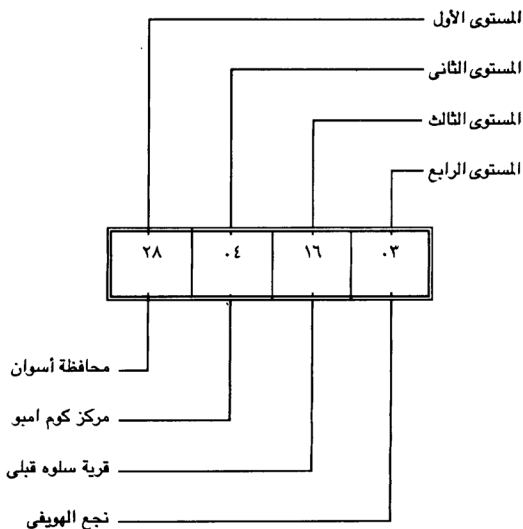 المستوى الأول
المستوى الثانى
المستوى الثالث
المستوى الرابع
٢٨ ٠٤ ١٦ ٠٣
محافظة أسوان
مركز كوم امبو
قرية سلوه قبلى
نجع الهويفى